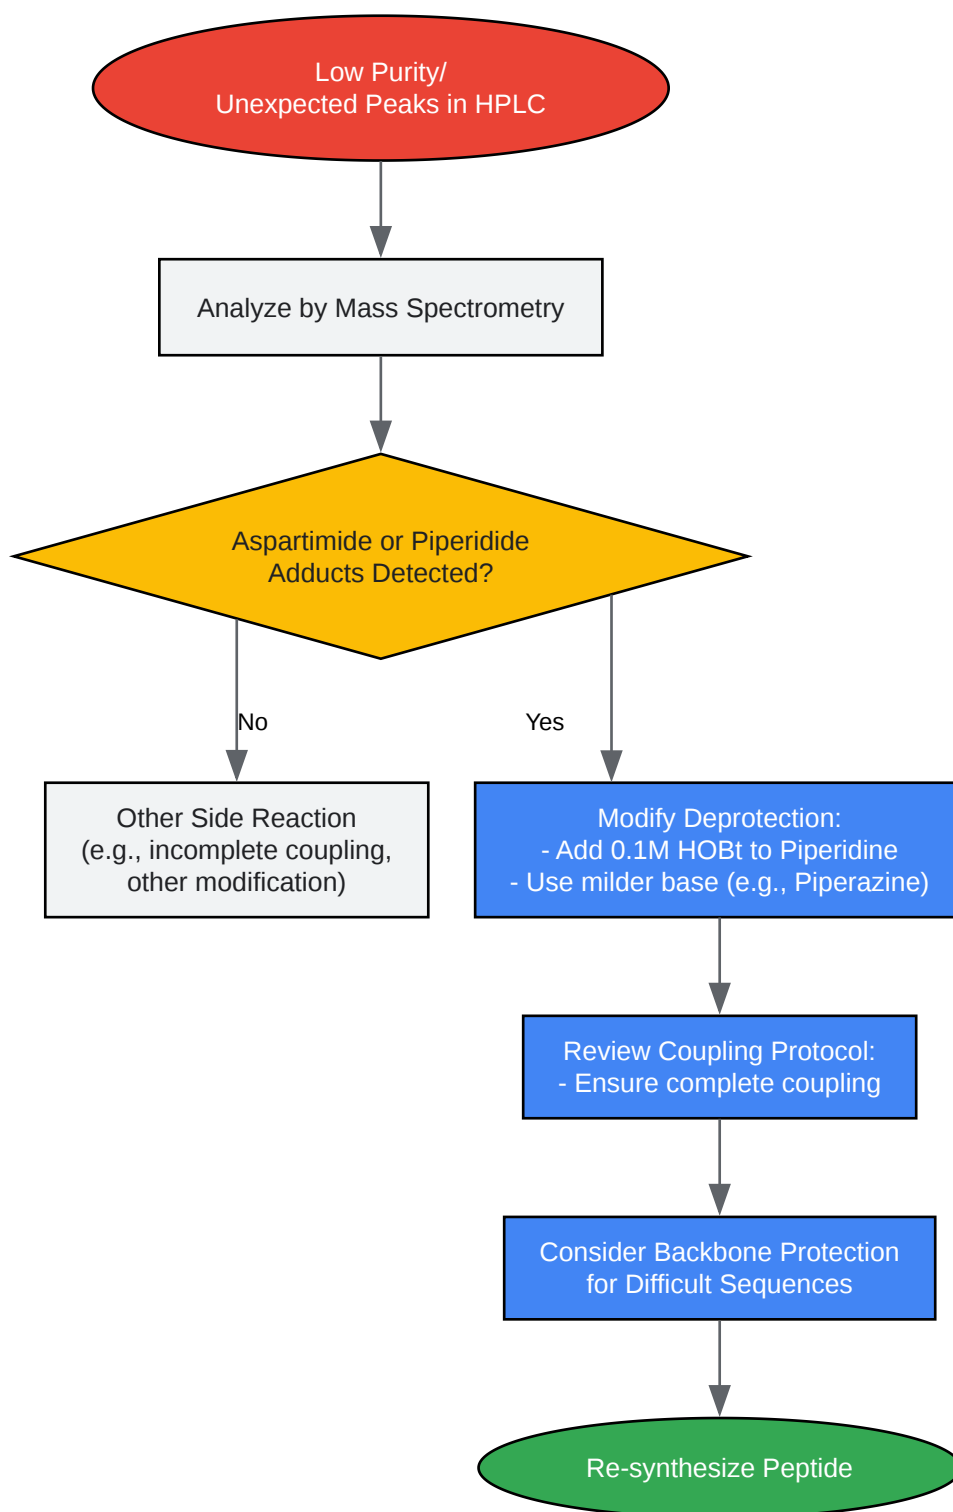 Low Purity/
Unexpected Peaks in HPLC
Analyze by Mass Spectrometry
Aspartimide or Piperidide
Adducts Detected?
No
Yes
Other Side Reaction
(e.g., incomplete coupling,
other modification)
Modify Deprotection:
- Add 0.1M HOBt to Piperidine
- Use milder base (e.g., Piperazine)
Review Coupling Protocol:
- Ensure complete coupling
Consider Backbone Protection
for Difficult Sequences
Re-synthesize Peptide